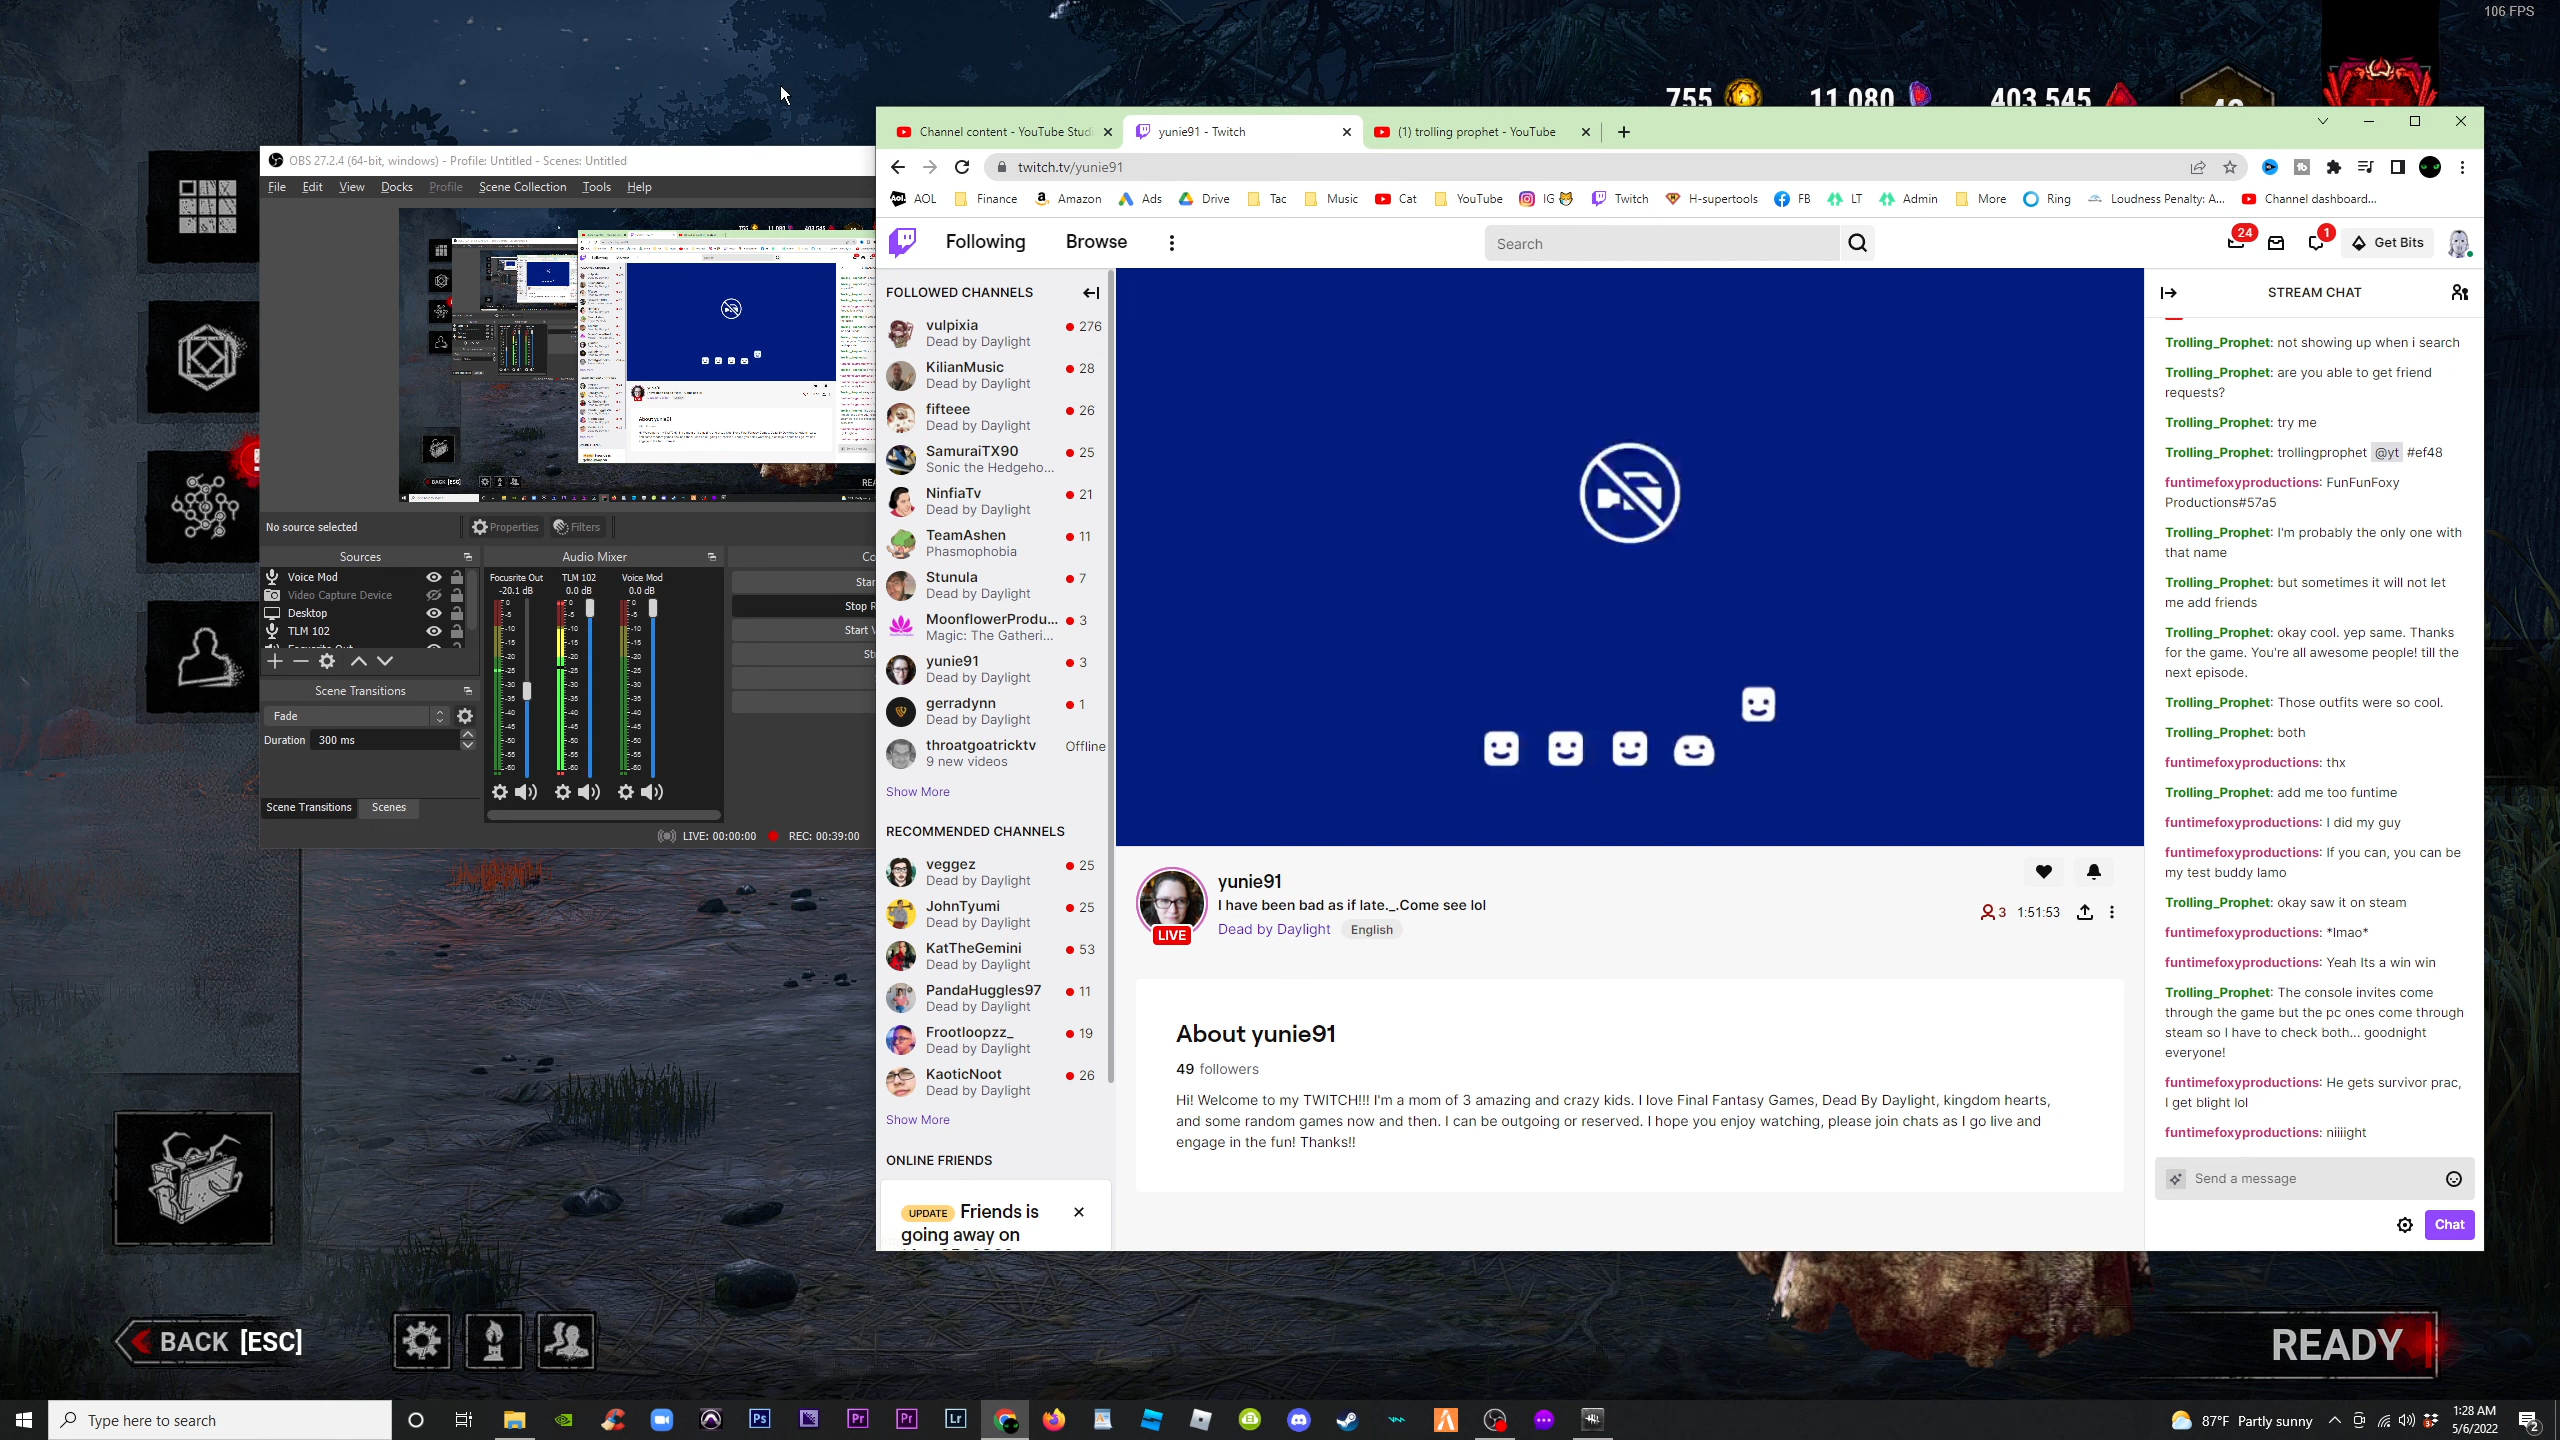 106 FPS
755 11,080 403,545
Channel content - YouTube Studi
yunie91 - Twitch
(1) trolling prophet - YouTube
OBS 27.2.4 (64-bit, windows) - Profile: Untitled - Scenes: Untitled
twitch.tv/yunie91
File Edit View Docks Profile Scene Collection Tools Help
AOL Finance Amazon Ads Drive Tac Music Cat YouTube IG Twitch H-supertools FB LT Admin More Ring Loudness Penalty: A... Channel dashboard...
Following Browse
Search
24
1
Get Bits
No source selected
Properties Filters
Sources
Voice Mod
Video Capture Device
Desktop
TLM 102
Audio Mixer
Focusrite Out
-20.1 dB
TLM 102
0.0 dB
Voice Mod
0.0 dB
Scene Transitions
Fade
Duration 300 ms
Scene Transitions Scenes
LIVE: 00:00:00 REC: 00:39:00
FOLLOWED CHANNELS
vulpixia 276
Dead by Daylight
KilianMusic 28
Dead by Daylight
fifteee 26
Dead by Daylight
SamuraiTX90 25
Sonic the Hedgeho...
NinfiaTv 21
Dead by Daylight
TeamAshen 11
Phasmophobia
Stunula 7
Dead by Daylight
MoonflowerProdu... 3
Magic: The Gatheri...
yunie91 3
Dead by Daylight
gerradynn 1
Dead by Daylight
throatgoatricktv Offline
9 new videos
Show More
RECOMMENDED CHANNELS
veggez 25
Dead by Daylight
JohnTyumi 25
Dead by Daylight
KatTheGemini 53
Dead by Daylight
PandaHuggles97 11
Dead by Daylight
Frootloopzz_ 19
Dead by Daylight
KaoticNoot 26
Dead by Daylight
Show More
ONLINE FRIENDS
UPDATE Friends is
going away on
yunie91
I have been bad as if late._.Come see lol
Dead by Daylight English
LIVE
3 1:51:53
About yunie91
49 followers
Hi! Welcome to my TWITCH!!! I'm a mom of 3 amazing and crazy kids. I love Final Fantasy Games, Dead By Daylight, kingdom hearts,
and some random games now and then. I can be outgoing or reserved. I hope you enjoy watching, please join chats as I go live and
engage in the fun! Thanks!!
STREAM CHAT
Trolling_Prophet: not showing up when i search
Trolling_Prophet: are you able to get friend
requests?
Trolling_Prophet: try me
Trolling_Prophet: trollingprophet @yt #ef48
funtimefoxyproductions: FunFunFoxy
Productions#57a5
Trolling_Prophet: I'm probably the only one with
that name
Trolling_Prophet: but sometimes it will not let
me add friends
Trolling_Prophet: okay cool. yep same. Thanks
for the game. You're all awesome people! till the
next episode.
Trolling_Prophet: Those outfits were so cool.
Trolling_Prophet: both
funtimefoxyproductions: thx
Trolling_Prophet: add me too funtime
funtimefoxyproductions: I did my guy
funtimefoxyproductions: If you can, you can be
my test buddy lamo
Trolling_Prophet: okay saw it on steam
funtimefoxyproductions: *lmao*
funtimefoxyproductions: Yeah Its a win win
Trolling_Prophet: The console invites come
through the game but the pc ones come through
steam so I have to check both... goodnight
everyone!
funtimefoxyproductions: He gets survivor prac,
I get blight lol
funtimefoxyproductions: niiiight
Send a message
Chat
BACK [ESC]
READY
Type here to search
87°F Partly sunny
1:28 AM
5/6/2022
2